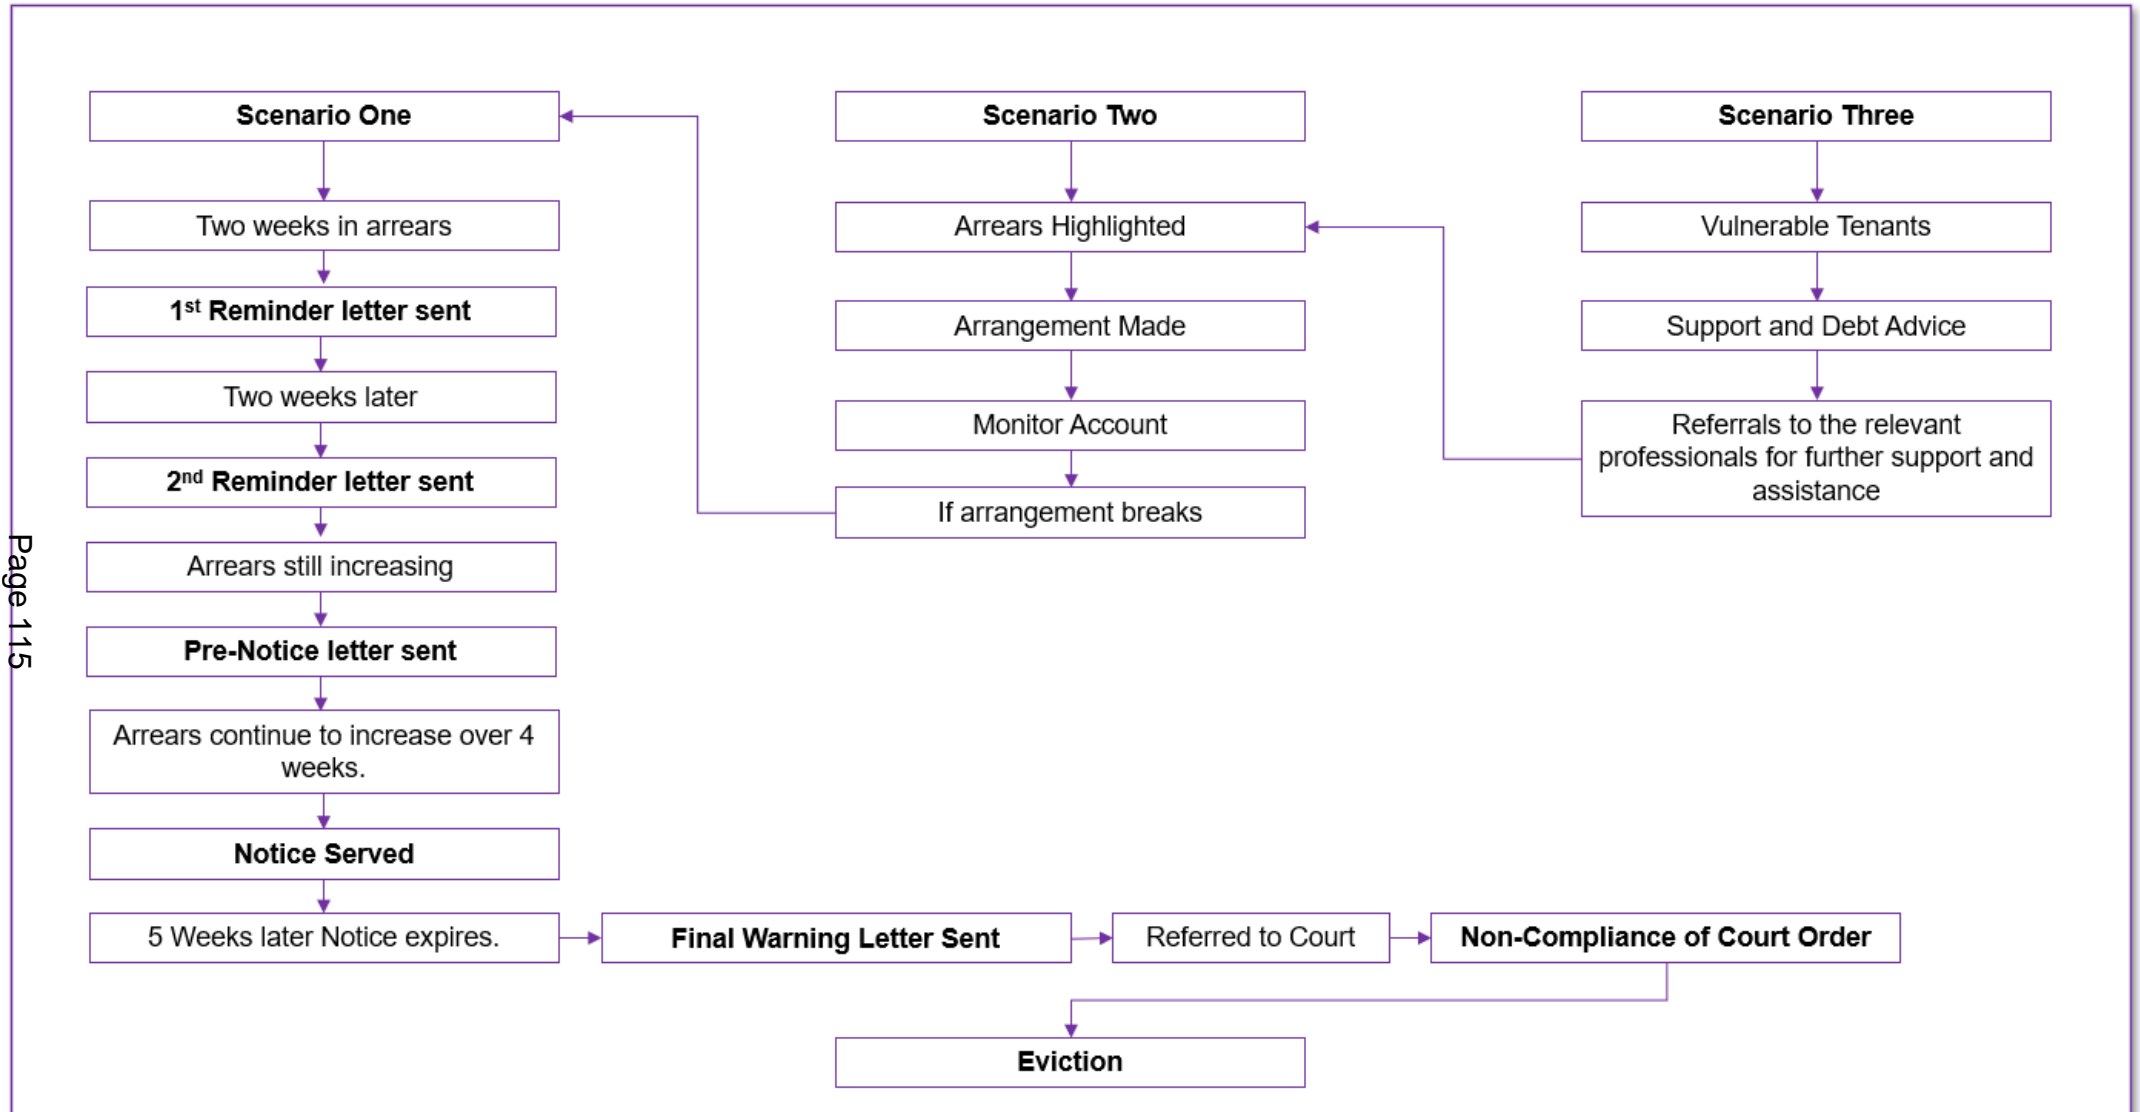 Scenario One
Two weeks in arrears
1st Reminder letter sent
Two weeks later
2nd Reminder letter sent
Arrears still increasing
Pre-Notice letter sent
Arrears continue to increase over 4
weeks.
Notice Served
5 Weeks later Notice expires.
Final Warning Letter Sent
Referred to Court
Non-Compliance of Court Order
Eviction
Scenario Two
Arrears Highlighted
Arrangement Made
Monitor Account
If arrangement breaks
Scenario Three
Vulnerable Tenants
Support and Debt Advice
Referrals to the relevant
professionals for further support and
assistance
Page 115